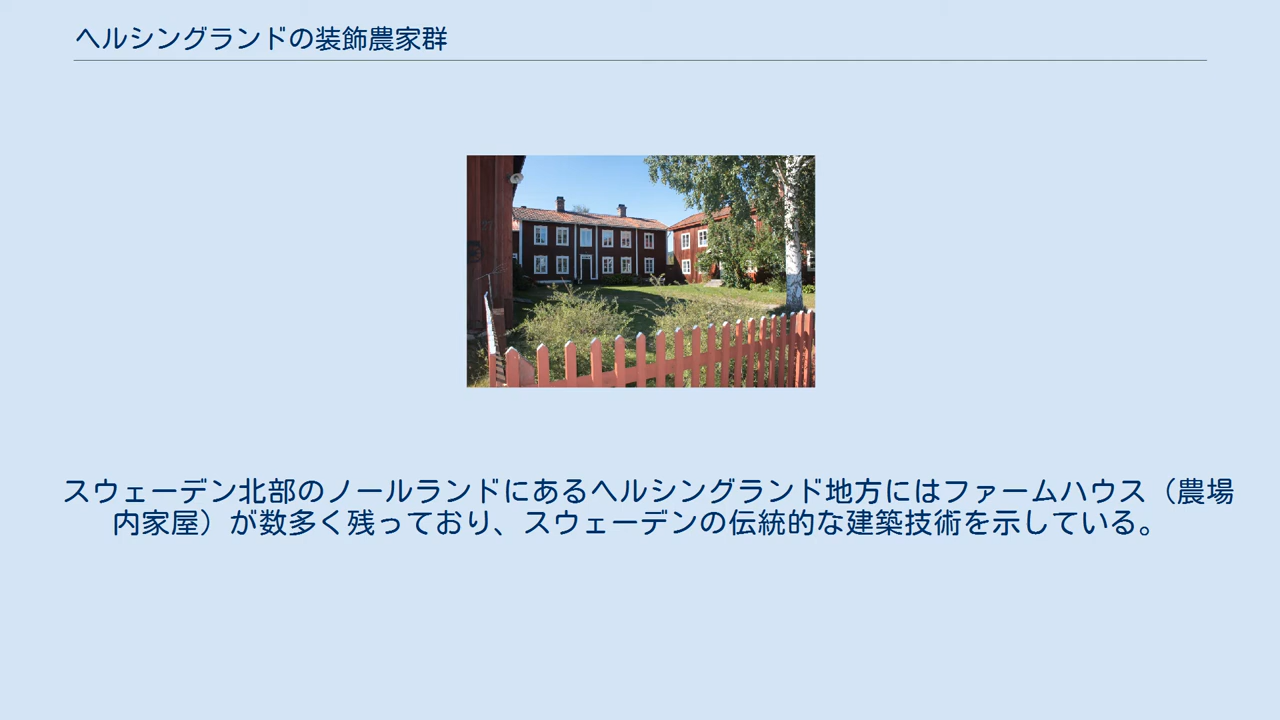 ヘルシングランドの装飾農家群
スウェーデン北部のノールランドにあるヘルシングランド地方にはファームハウス（農場
内家屋）が数多く残っており、スウェーデンの伝統的な建築技術を示している。